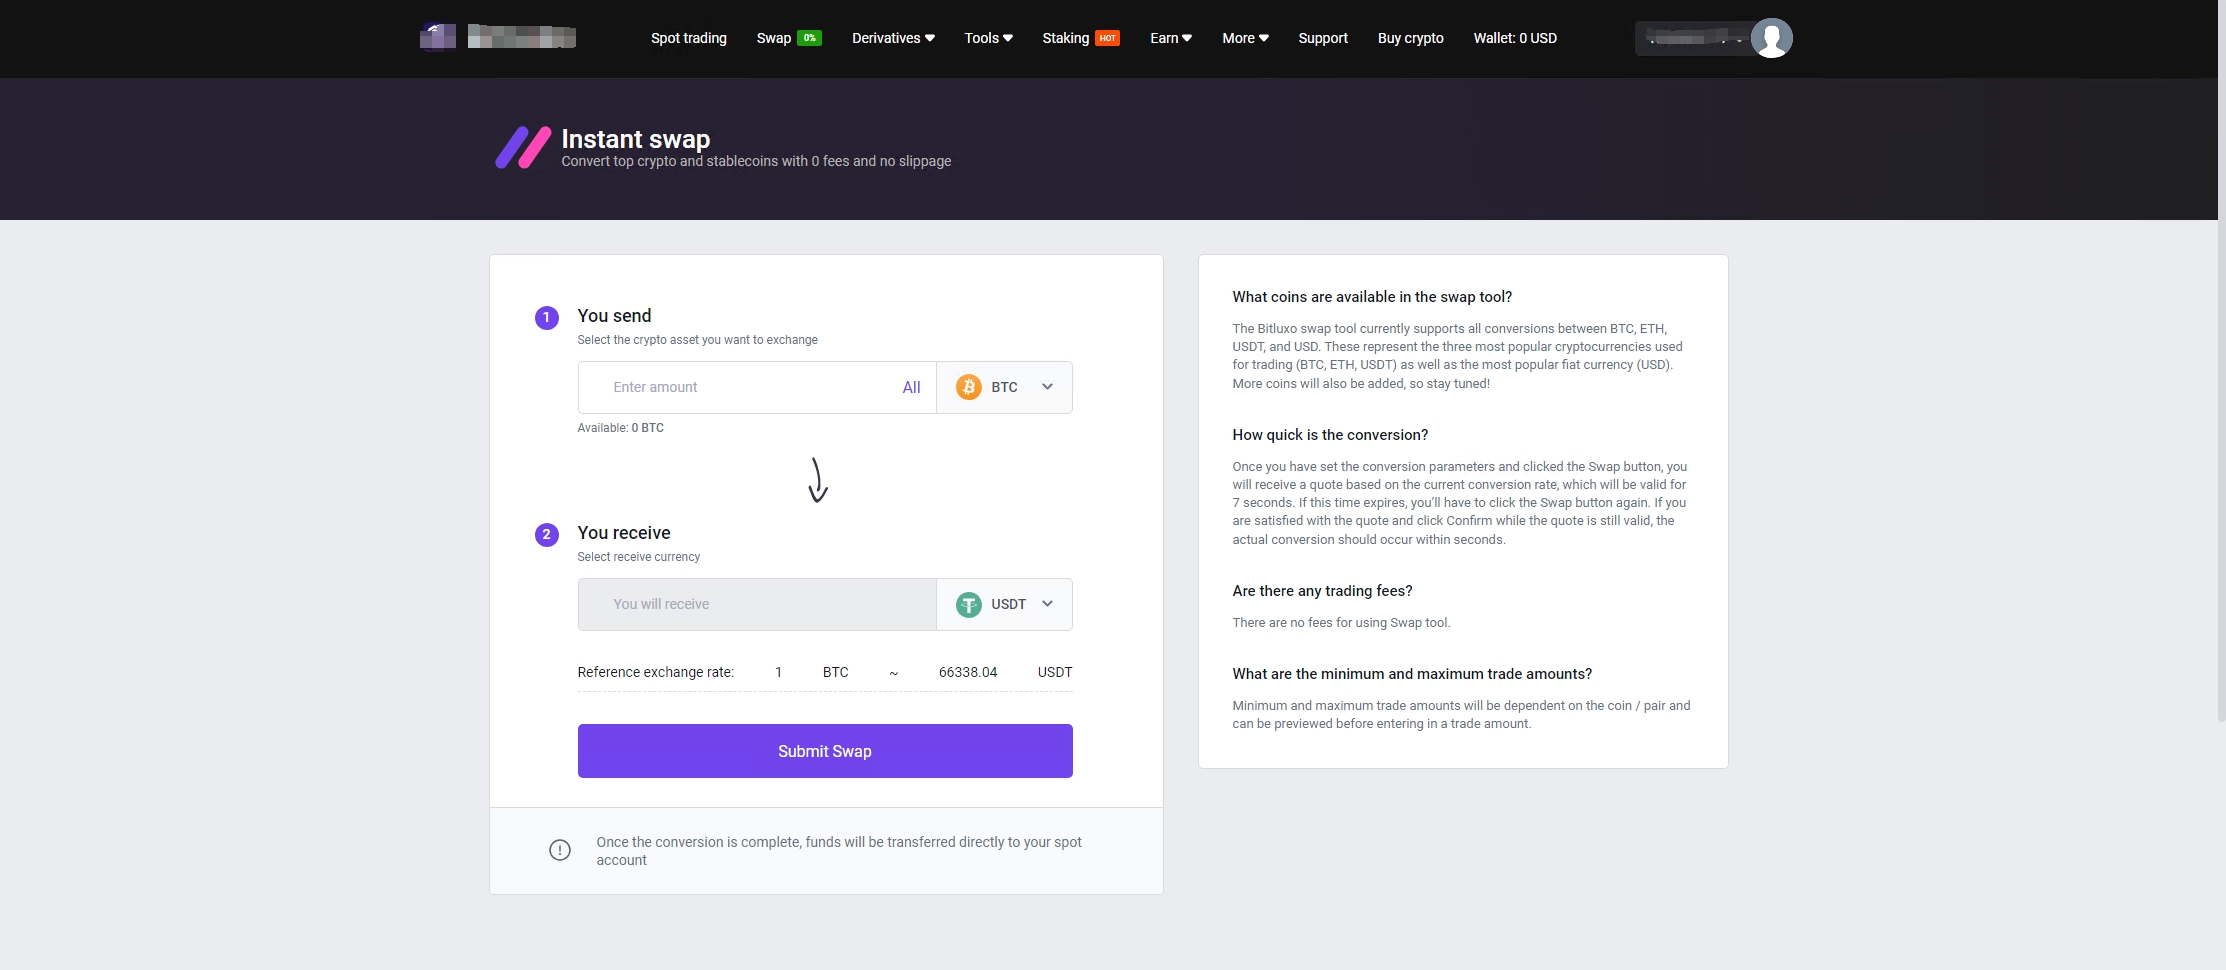 Spot trading Swap 0% Derivatives Tools Staking HOT Earn More Support Buy crypto Wallet: 0 USD
Instant swap
Convert top crypto and stablecoins with 0 fees and no slippage
1 You send
Select the crypto asset you want to exchange
Enter amount All BTC
Available: 0 BTC
2 You receive
Select receive currency
You will receive USDT
Reference exchange rate: 1 BTC ~ 66338.04 USDT
Submit Swap
Once the conversion is complete, funds will be transferred directly to your spot
account
What coins are available in the swap tool?
The Bitluxo swap tool currently supports all conversions between BTC, ETH,
USDT, and USD. These represent the three most popular cryptocurrencies used
for trading (BTC, ETH, USDT) as well as the most popular fiat currency (USD).
More coins will also be added, so stay tuned!
How quick is the conversion?
Once you have set the conversion parameters and clicked the Swap button, you
will receive a quote based on the current conversion rate, which will be valid for
7 seconds. If this time expires, you'll have to click the Swap button again. If you
are satisfied with the quote and click Confirm while the quote is still valid, the
actual conversion should occur within seconds.
Are there any trading fees?
There are no fees for using Swap tool.
What are the minimum and maximum trade amounts?
Minimum and maximum trade amounts will be dependent on the coin / pair and
can be previewed before entering in a trade amount.